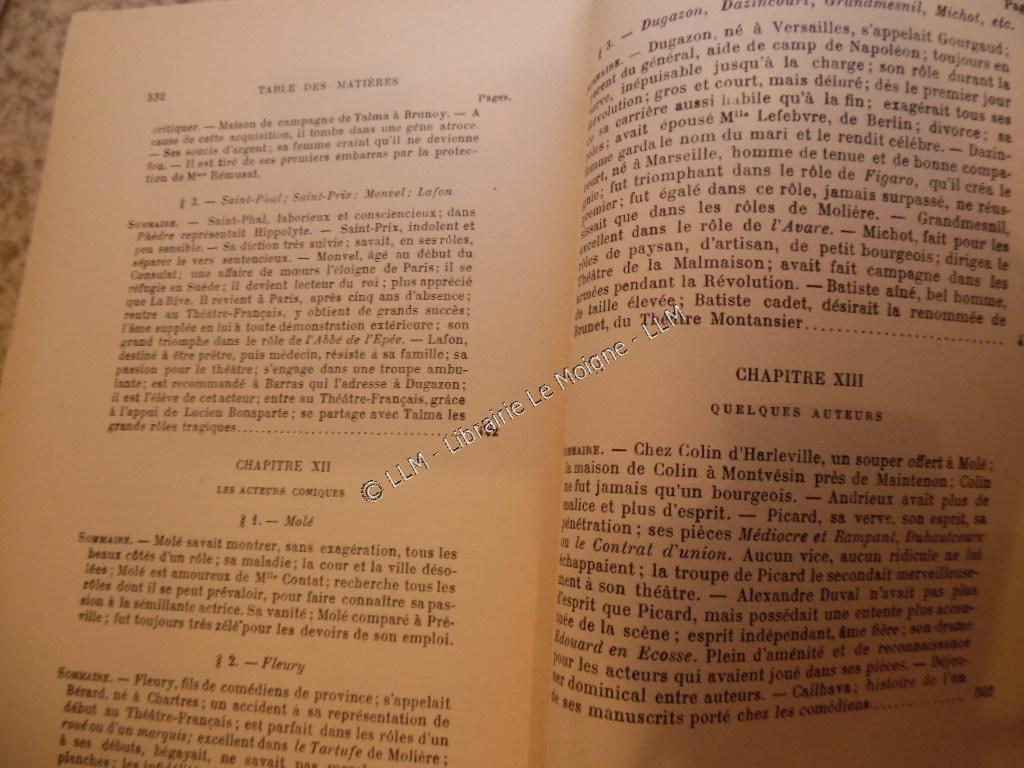 332 TABLE DES MATIÈRES
Pages.
critiquer. — Maison de campagne de Talma à Brunoy. — A
cause de cette acquisition, il tombe dans une gêne atroce.
— Ses soucis d'argent; sa femme craint qu'il ne devienne
fou. — Il est tiré de ses premiers embarras par la protec-
tion de Mme Rémusat.
§ 3. — Saint-Phal; Saint-Prix; Monvel; Lafon
SOMMAIRE. — Saint-Phal, laborieux et consciencieux; dans
Phèdre représentait Hippolyte. — Saint-Prix, indolent et
peu sensible. — Sa diction très suivie; savait, en ses rôles,
séparer le vers sentencieux. — Monvel, âgé au début du
Consulat; une affaire de mœurs l'éloigne de Paris; il se
réfugie en Suède; il devient lecteur du roi; plus apprécié
que La Rive. Il revient à Paris, après cinq ans d'absence;
rentre au Théâtre-Français, y obtient de grands succès;
l'âme supplée en lui à toute démonstration extérieure; son
grand triomphe dans le rôle de l'Abbé de l'Epée. — Lafon,
destiné à être prêtre, puis médecin, résiste à sa famille; sa
passion pour le théâtre; s'engage dans une troupe ambu-
lante; est recommandé à Barras qui l'adresse à Dugazon;
il est l'élève de cet acteur; entre au Théâtre-Français, grâce
à l'appui de Lucien Bonaparte; se partage avec Talma les
grands rôles tragiques
CHAPITRE XII
LES ACTEURS COMIQUES
§ 1. — Molé
SOMMAIRE. — Molé savait montrer, sans exagération, tous les
beaux côtés d'un rôle; sa maladie; la cour et la ville déso-
lées; Molé est amoureux de Mlle Contat; recherche tous les
rôles dont il se peut prévaloir, pour faire connaître sa pas-
sion à la sémillante actrice. Sa vanité; Molé comparé à Pré-
ville; fut toujours très zélé pour les devoirs de son emploi.
§ 2. — Fleury
SOMMAIRE. — Fleury, fils de comédiens de province; s'appelait
Bérard, né à Chartres; un accident à sa représentation de
début au Théâtre-Français; est parfait dans les rôles d'un
roué ou d'un marquis; excellent dans le Tartufe de Molière;
à ses débuts, bégayait, ne savait pas
planches; les
§ 3. — Dugazon, Dazincourt, Grandmesnil, Michot, etc.
— Dugazon, né à Versailles, s'appelait Gourgaud;
parent du général, aide de camp de Napoléon; toujours en
verve, inépuisable jusqu'à la charge; son rôle durant la
Révolution; gros et court, mais déluré; dès le premier jour
de sa carrière aussi habile qu'à la fin; exagérait tous ses
rôles; avait épousé Mlle Lefebvre, de Berlin; divorce; sa
femme garda le nom du mari et le rendit célèbre. — Dazin-
court, né à Marseille, homme de tenue et de bonne compa-
gnie; fut triomphant dans le rôle de Figaro, qu'il créa le
premier; fut égalé dans ce rôle, jamais surpassé, ne réus-
sissait que dans les rôles de Molière. — Grandmesnil,
excellent dans le rôle de l'Avare. — Michot, fait pour les
rôles de paysan, d'artisan, de petit bourgeois; dirigea le
Théâtre de la Malmaison; avait fait campagne dans les
armées pendant la Révolution. — Batiste aîné, bel homme,
de taille élevée; Batiste cadet, désirait la renommée de
Brunet, du Théâtre Montansier
CHAPITRE XIII
QUELQUES AUTEURS
SOMMAIRE. — Chez Colin d'Harleville, un souper offert à Molé;
la maison de Colin à Montvésin près de Maintenon; Colin
ne fut jamais qu'un bourgeois. — Andrieux avait plus de
malice et plus d'esprit. — Picard, sa verve, son esprit, sa
pénétration; ses pièces Médiocre et Rampant, Duhautcours
ou le Contrat d'union. Aucun vice, aucun ridicule ne lui
échappaient; la troupe de Picard le secondait merveilleuse-
ment à son théâtre. — Alexandre Duval n'avait pas plus
d'esprit que Picard, mais possédait une entente plus accen-
tuée de la scène; esprit indépendant, âme fière; son drame
Edouard en Ecosse. Plein d'aménité et de reconnaissance
pour les acteurs qui avaient joué dans ses pièces. — Déjeu-
ner dominical entre auteurs. — Cailhava; histoire de l'un
de ses manuscrits porté chez les comédiens
© LLM - Librairie Le Moigne - LLM